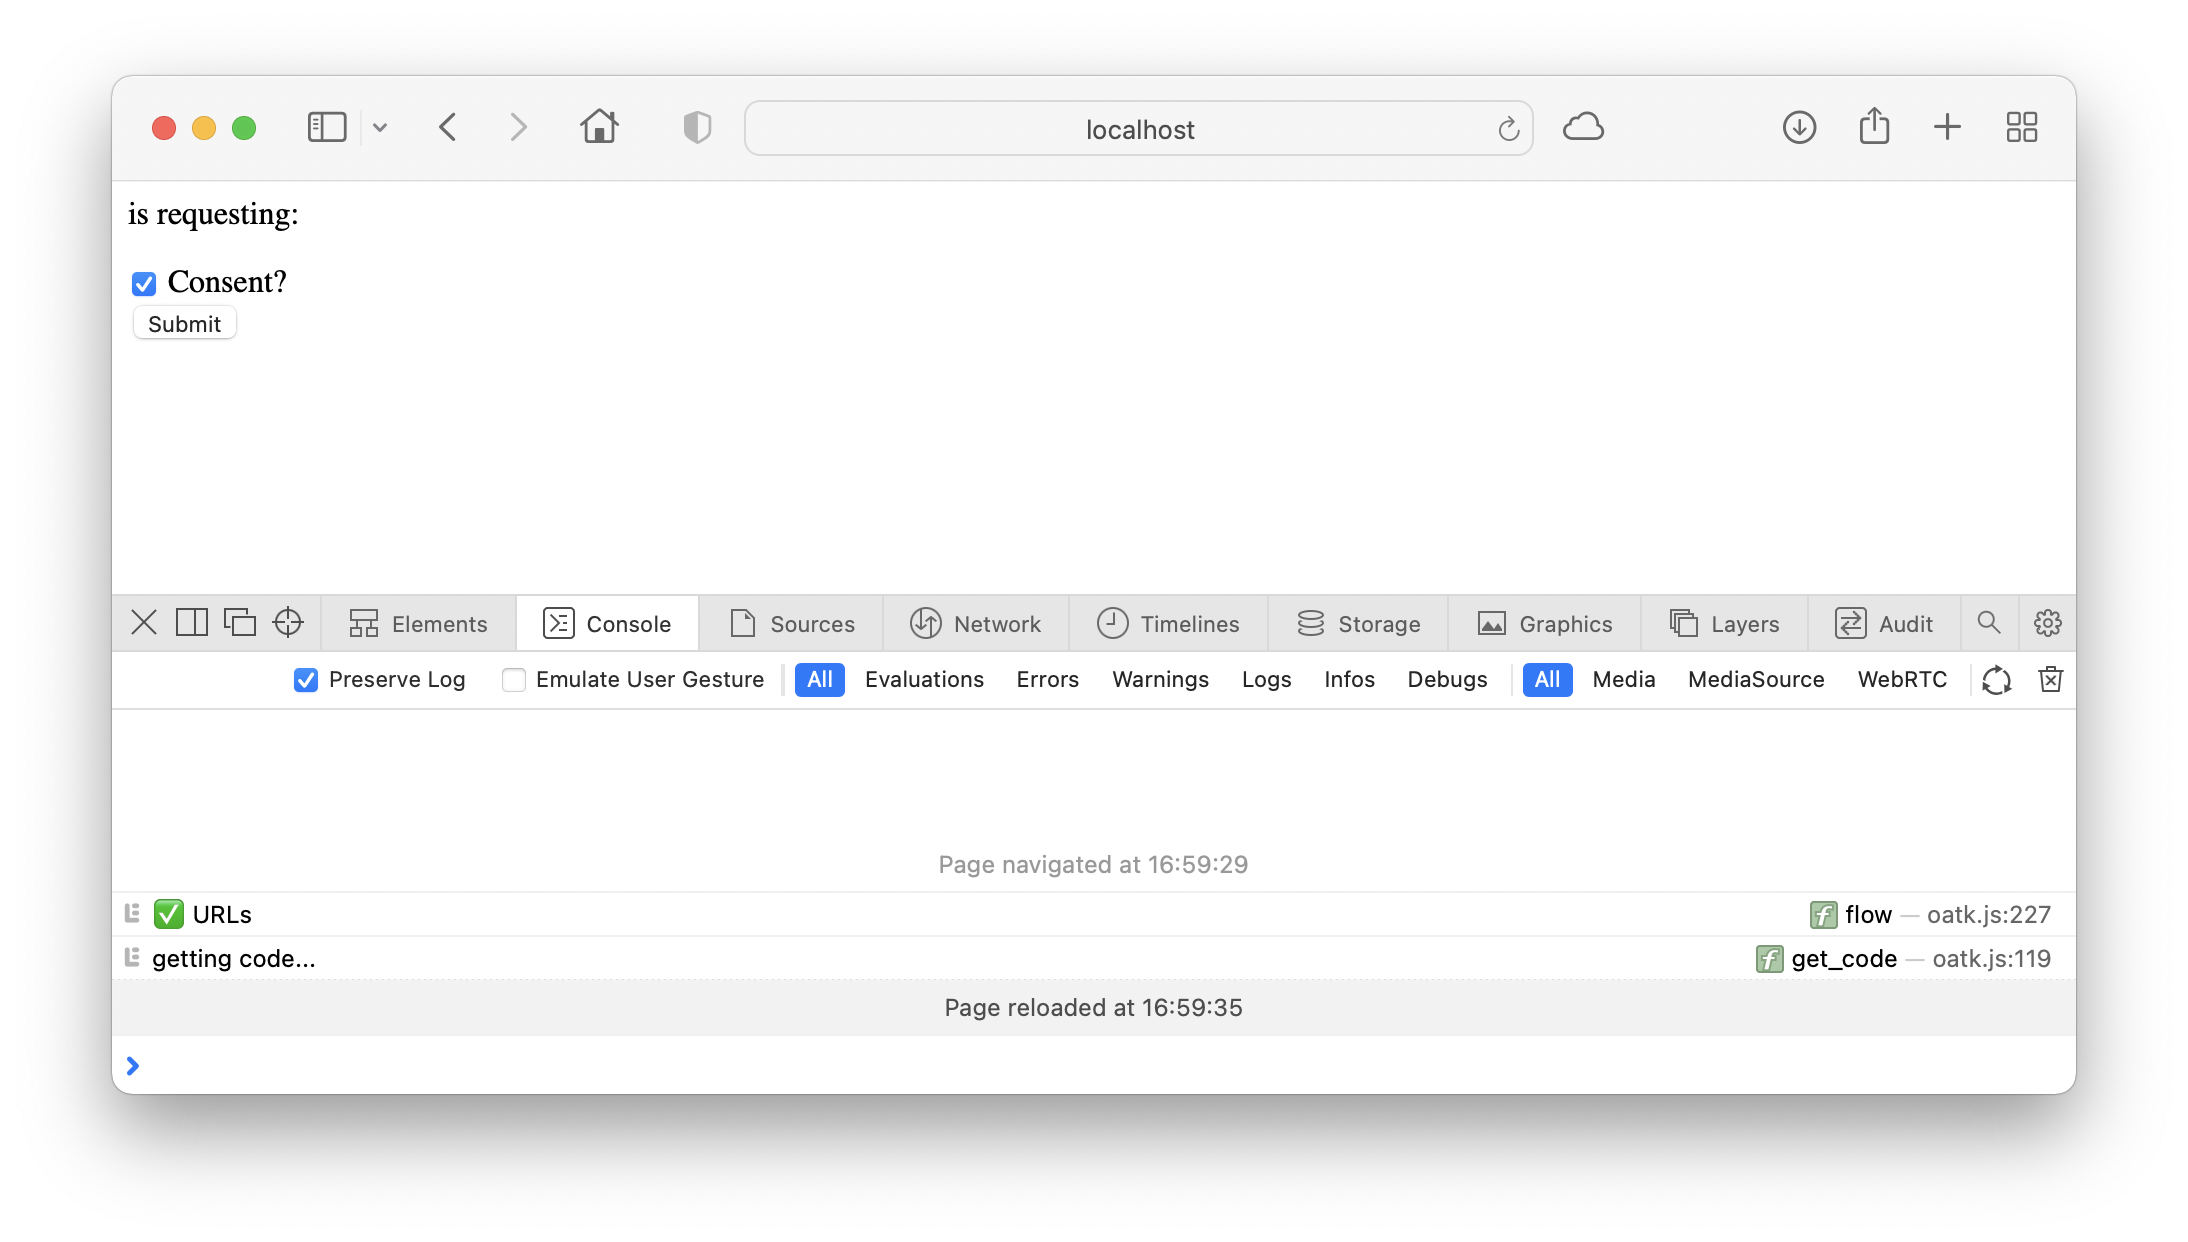 localhost
is requesting:
Consent?
Submit
Elements Console Sources Network Timelines Storage Graphics Layers Audit
Preserve Log Emulate User Gesture All Evaluations Errors Warnings Logs Infos Debugs All Media MediaSource WebRTC
Page navigated at 16:59:29
✅ URLs f flow — oatk.js:227
getting code... f get_code — oatk.js:119
Page reloaded at 16:59:35